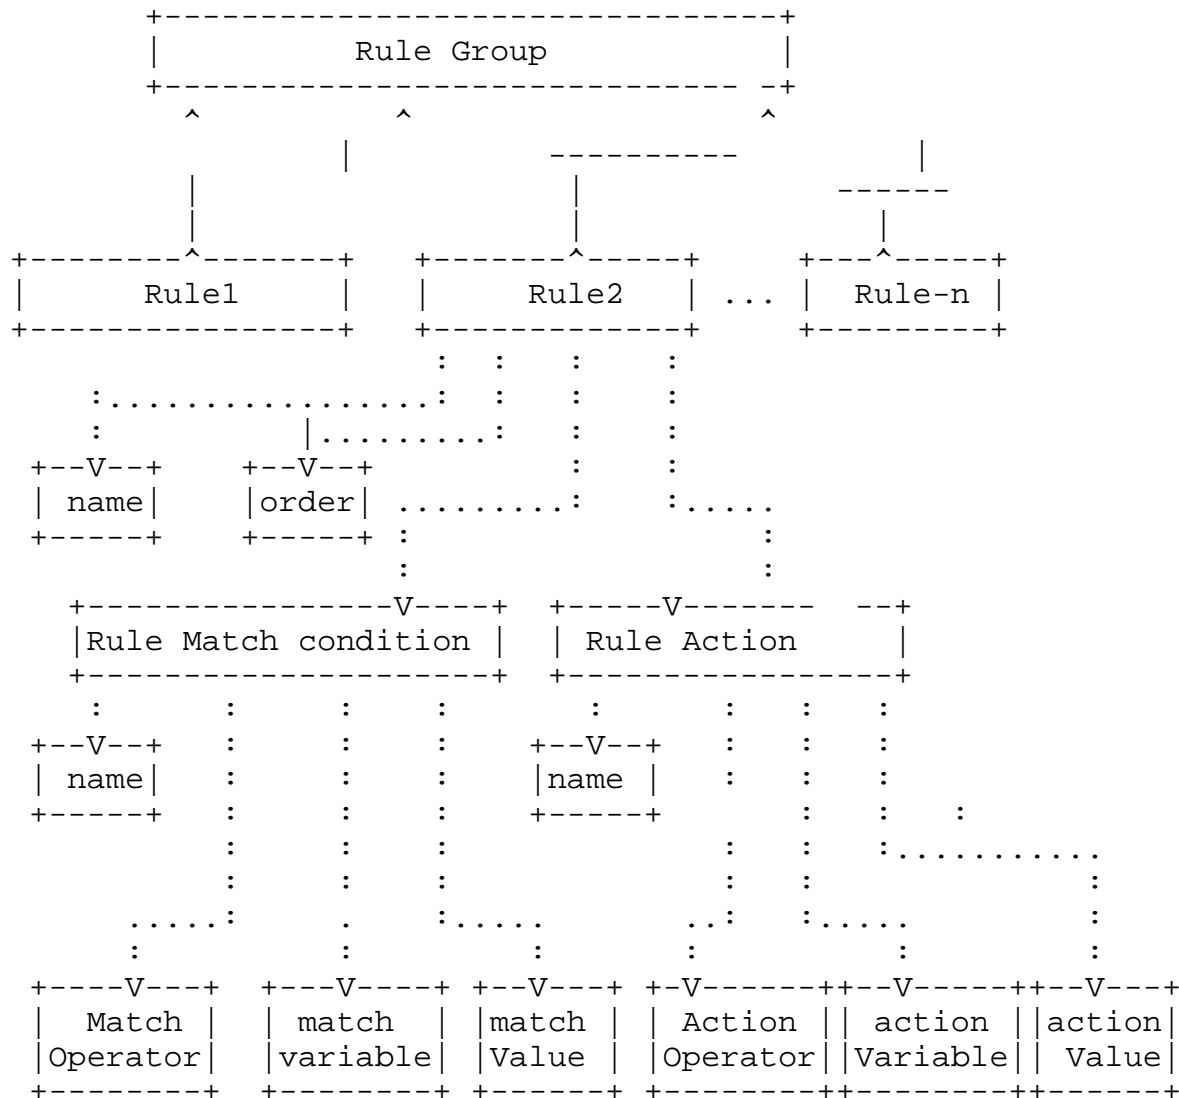 Rule Group
Rule1 Rule2 ... Rule-n
name order
Rule Match condition Rule Action
name name
Match match match Action action action
Operator variable Value Operator Variable Value